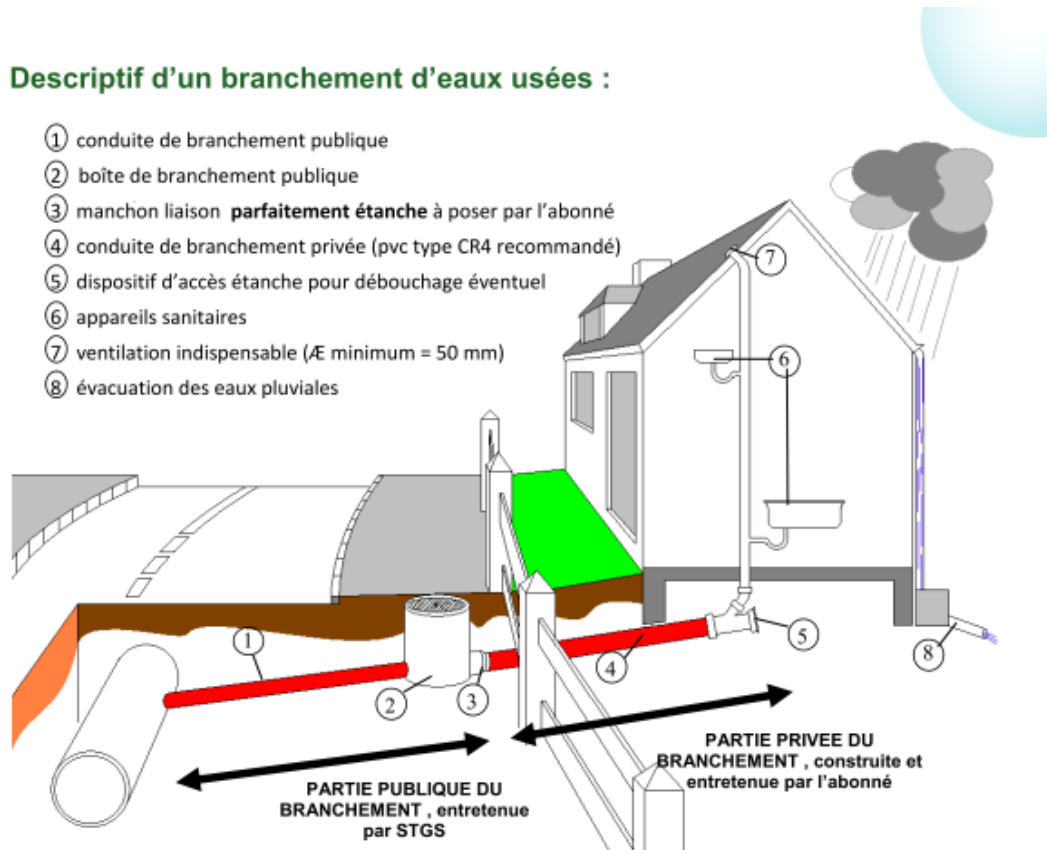 Descriptif d'un branchement d'eaux usées :
1 conduite de branchement publique
2 boîte de branchement publique
3 manchon liaison parfaitement étanche à poser par l'abonné
4 conduite de branchement privée (pvc type CR4 recommandé)
5 dispositif d'accès étanche pour débouchage éventuel
6 appareils sanitaires
7 ventilation indispensable (Æ minimum = 50 mm)
8 évacuation des eaux pluviales
7
6
1
2
3
4
5
8
PARTIE PUBLIQUE DU
BRANCHEMENT , entretenue
par STGS
PARTIE PRIVEE DU
BRANCHEMENT , construite et
entretenue par l'abonné